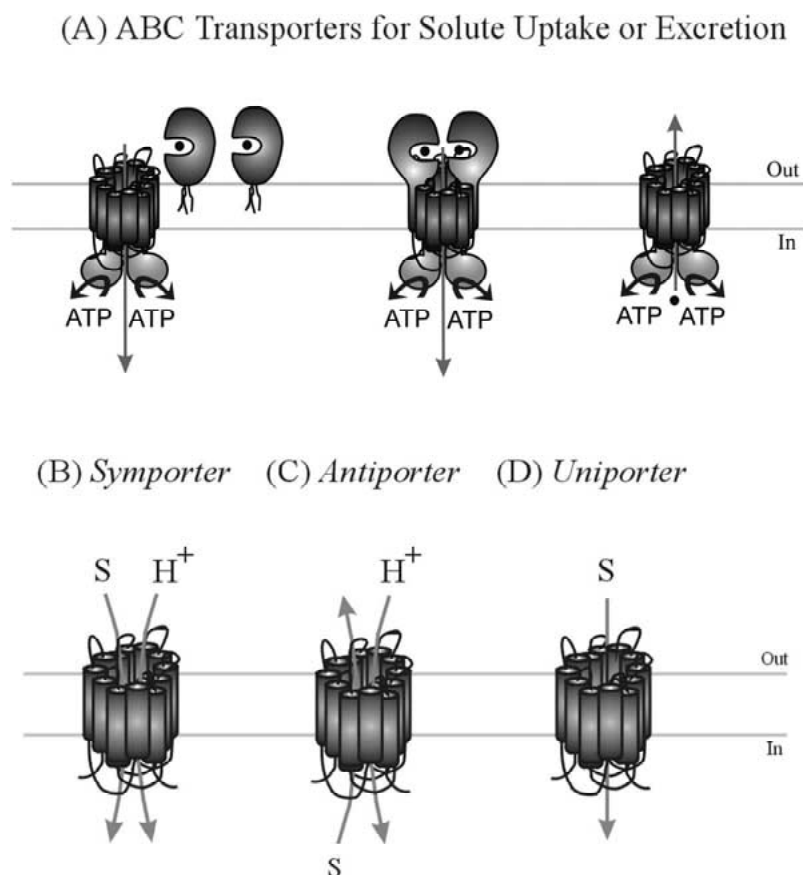 (A) ABC Transporters for Solute Uptake or Excretion
Out
In
ATP ATP ATP ATP ATP ATP
(B) Symporter (C) Antiporter (D) Uniporter
S H+ H+ S
Out
In
S